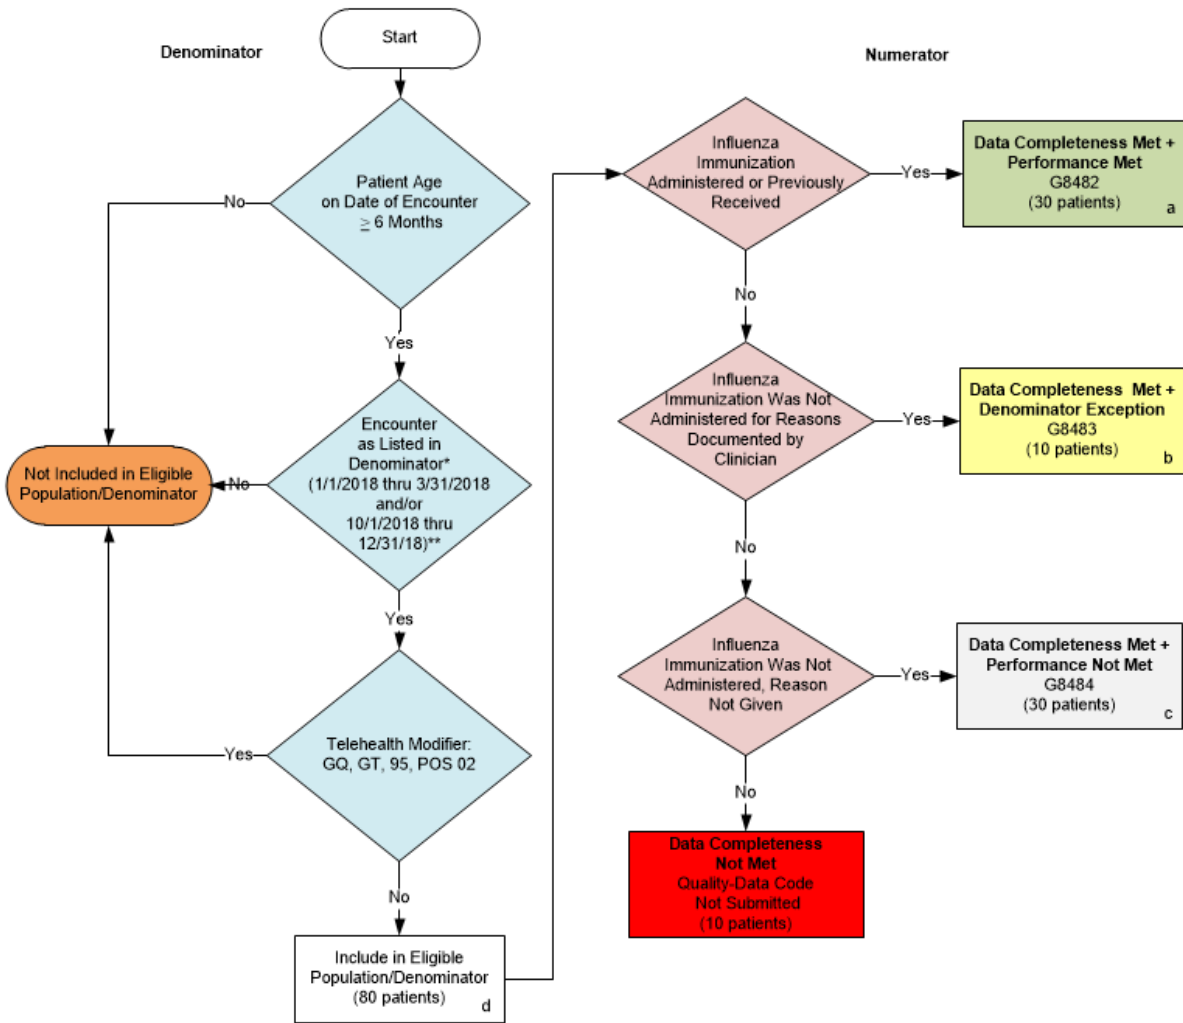 Start
Denominator
Patient Age
on Date of Encounter
≥ 6 Months
No
Yes
Encounter
as Listed in
Denominator*
(1/1/2018 thru 3/31/2018
and/or
10/1/2018 thru
12/31/18)**
No
Not Included in Eligible
Population/Denominator
Yes
Telehealth Modifier:
GQ, GT, 95, POS 02
Yes
No
Include in Eligible
Population/Denominator
(80 patients)
d
Numerator
Influenza
Immunization
Administered or Previously
Received
Yes
Data Completeness Met +
Performance Met
G8482
(30 patients)
a
No
Influenza
Immunization Was Not
Administered for Reasons
Documented by
Clinician
Yes
Data Completeness Met +
Denominator Exception
G8483
(10 patients)
b
No
Influenza
Immunization Was Not
Administered, Reason
Not Given
Yes
Data Completeness Met +
Performance Not Met
G8484
(30 patients)
c
No
Data Completeness
Not Met
Quality-Data Code
Not Submitted
(10 patients)